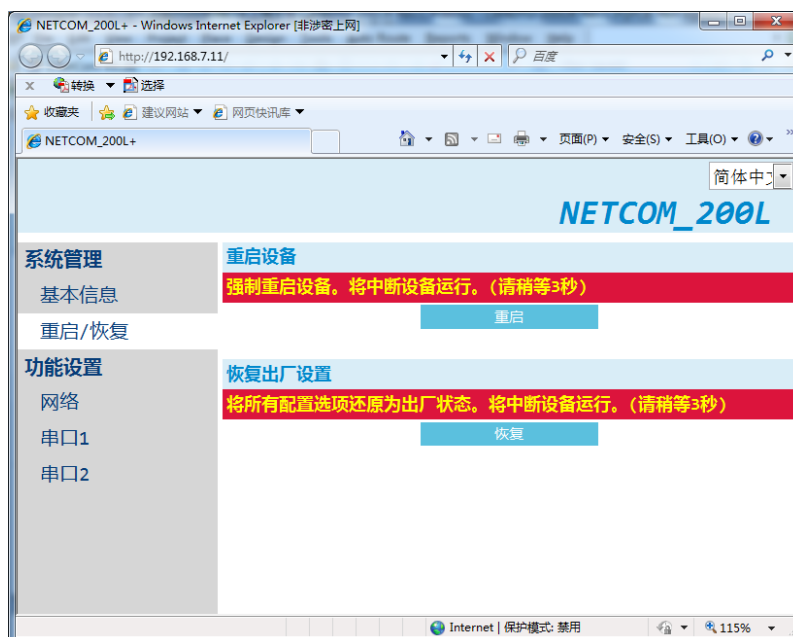 NETCOM_200L+ - Windows Internet Explorer [非涉密上网]
http://192.168.7.11/
百度
x 转换 选择
收藏夹 建议网站 网页快讯库
NETCOM_200L+ 页面(P) 安全(S) 工具(O)
简体中
NETCOM_200L
系统管理
基本信息
重启/恢复
功能设置
网络
串口1
串口2
重启设备
强制重启设备。将中断设备运行。(请稍等3秒)
重启
恢复出厂设置
将所有配置选项还原为出厂状态。将中断设备运行。(请稍等3秒)
恢复
Internet | 保护模式: 禁用 115%